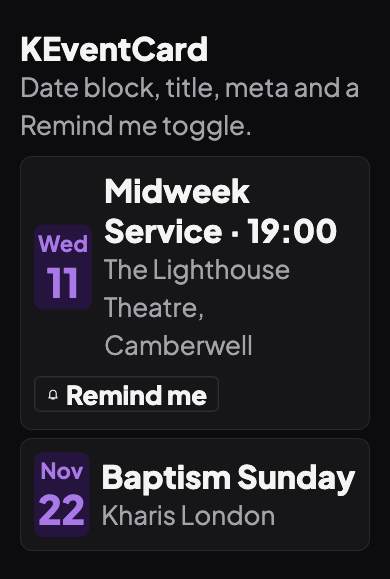 KEventCard
Date block, title, meta and a
Remind me toggle.
Wed
11
Midweek
Service · 19:00
The Lighthouse
Theatre,
Camberwell
Remind me
Nov
22
Baptism Sunday
Kharis London